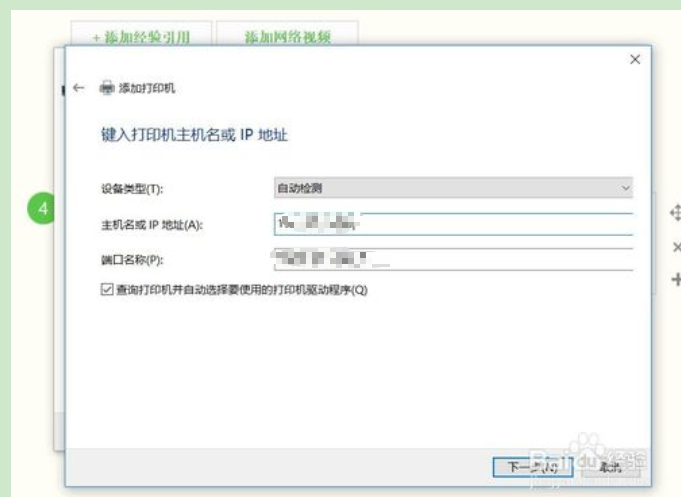 + 添加经验引用
添加网络视频
添加打印机
键入打印机主机名或 IP 地址
4
设备类型(T):
自动检测
主机名或 IP 地址(A):
端口名称(P):
查询打印机并自动选择要使用的打印机驱动程序(Q)
下一步(N)
取消
Baidu经验